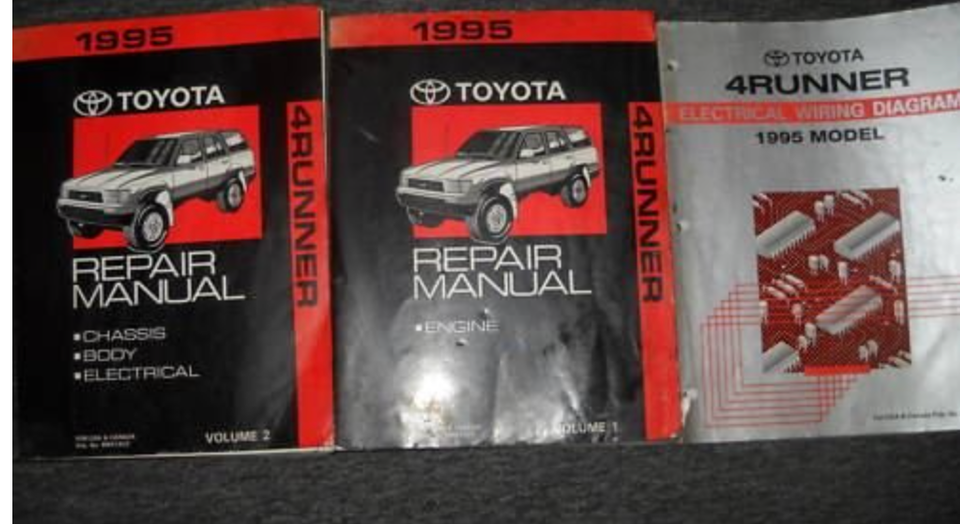 1995
TOYOTA
4RUNNER
REPAIR
MANUAL
CHASSIS
BODY
ELECTRICAL
VOLUME 2
1995
TOYOTA
4RUNNER
REPAIR
MANUAL
ENGINE
VOLUME 1
TOYOTA
4RUNNER
ELECTRICAL WIRING DIAGRAM
1995 MODEL